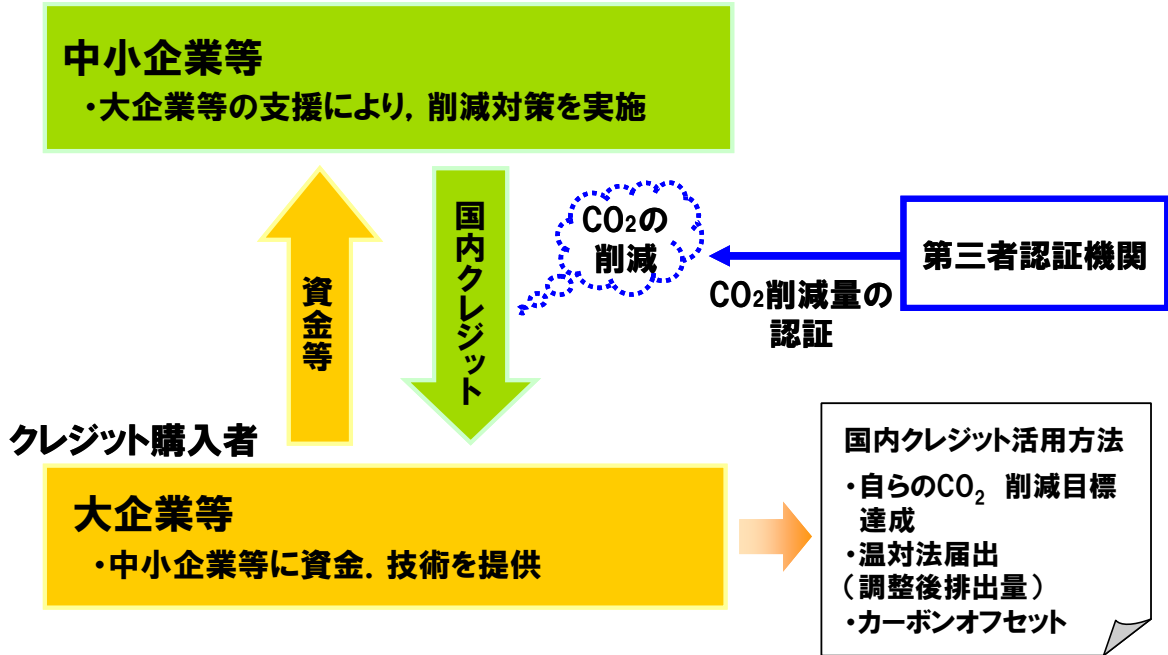 中小企業等
・大企業等の支援により，削減対策を実施
資金等
国内クレジット
CO₂の
削減
第三者認証機関
CO₂削減量の
認証
クレジット購入者
大企業等
・中小企業等に資金．技術を提供
国内クレジット活用方法
・自らのCO₂ 削減目標
達成
・温対法届出
（調整後排出量）
・カーボンオフセット